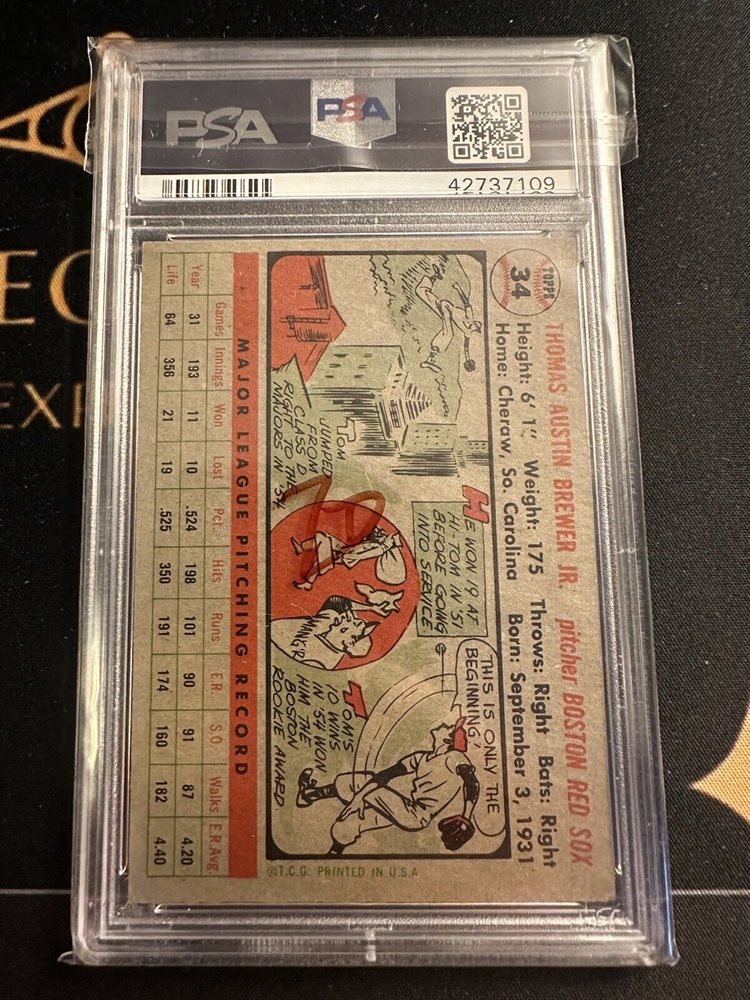 PSA
PSA
42737109
TOPPS
34
THOMAS AUSTIN BREWER JR. pitcher BOSTON RED SOX
Height: 6' 1" Weight: 175 Throws: Right Bats: Right
Home: Cheraw, So. Carolina Born: September 3, 1931
TOM
JUMPED
FROM
CLASS D
RIGHT TO THE
MAJORS IN '54.
HE WON 19 AT
HI-TOM IN '51
BEFORE GOING
INTO SERVICE.
TOM'S
10 WINS
IN '54 WON
HIM THE
BOSTON
ROOKIE AWARD
THIS IS ONLY THE
BEGINNING!
MAJOR LEAGUE PITCHING RECORD
Games Innings Won Lost Pct. Hits Runs E.R. S.O. Walks E.R.Avg.
Year 31 193 11 10 .524 198 101 90 91 87 4.20
Life 64 356 21 19 .525 350 191 174 160 182 4.40
©T.C.G. PRINTED IN U.S.A.